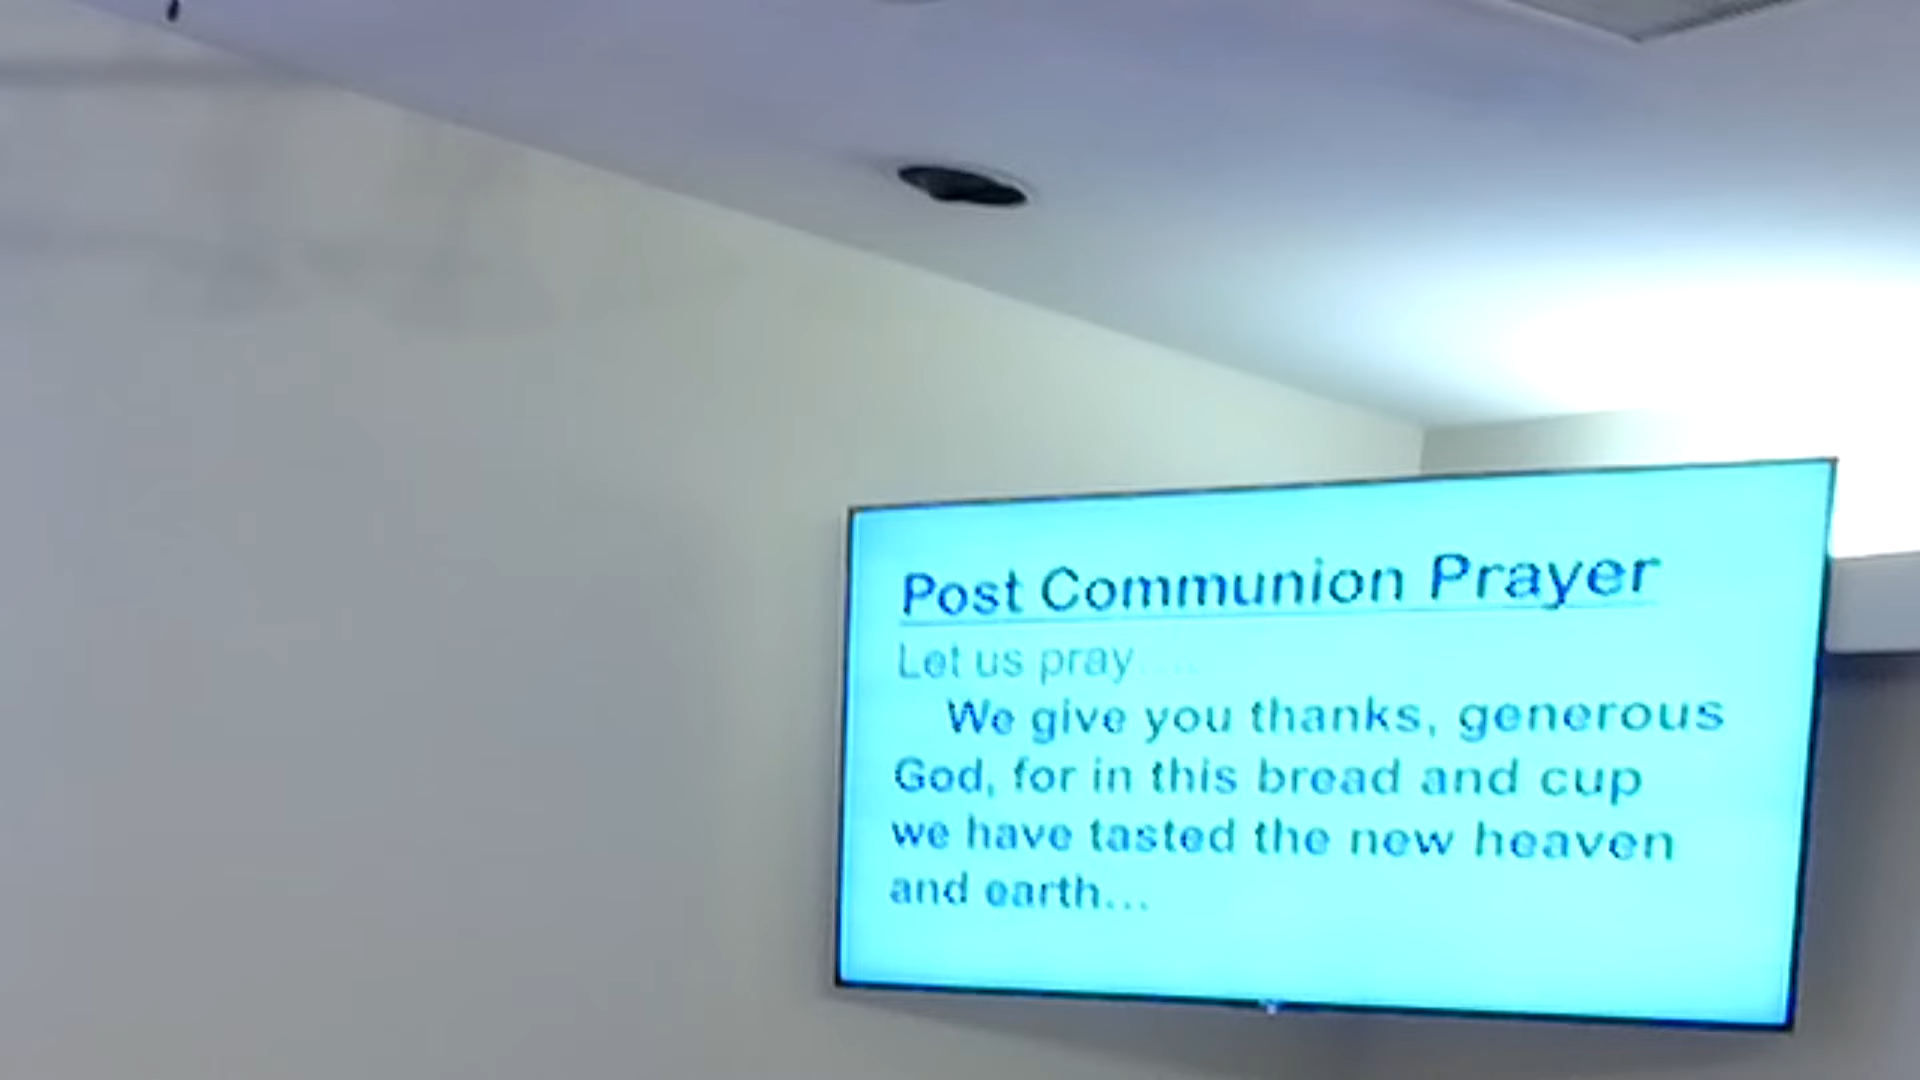 Post Communion Prayer
Let us pray....
We give you thanks, generous
God, for in this bread and cup
we have tasted the new heaven
and earth...